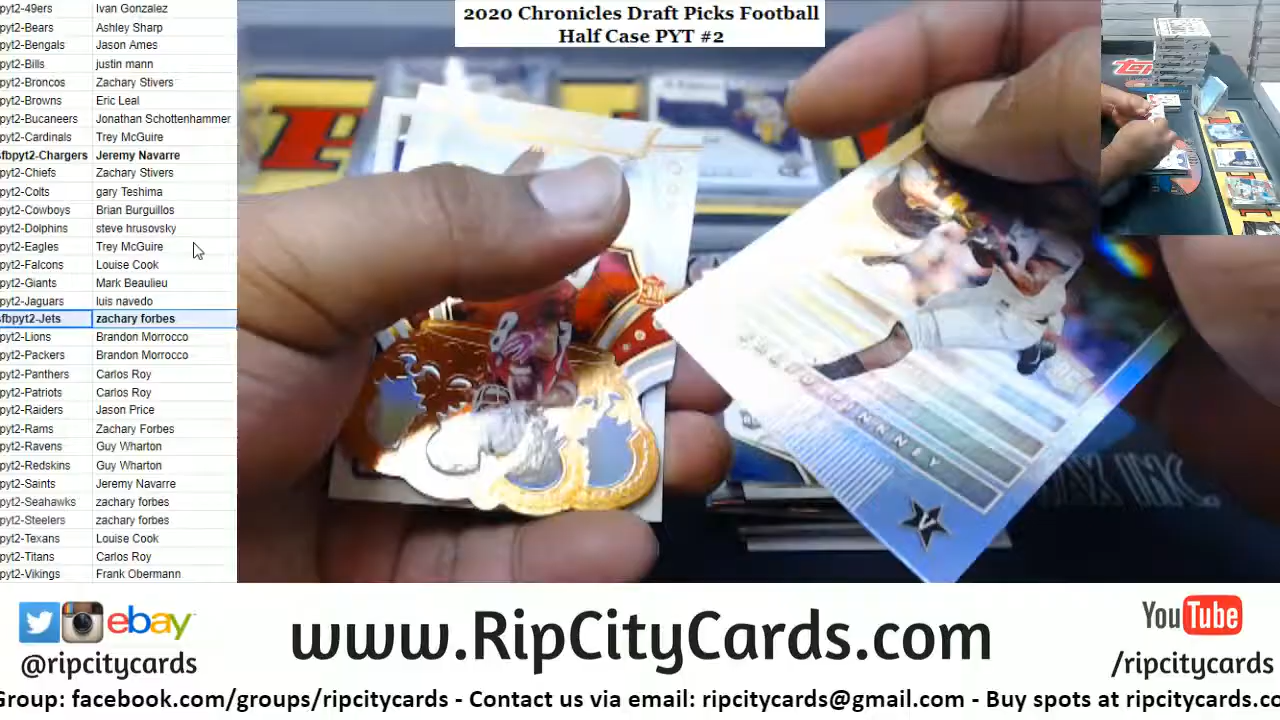 2020 Chronicles Draft Picks Football
Half Case PYT #2
pyt2-49ers Ivan Gonzalez
pyt2-Bears Ashley Sharp
pyt2-Bengals Jason Ames
pyt2-Bills justin mann
pyt2-Broncos Zachary Stivers
pyt2-Browns Eric Leal
pyt2-Bucaneers Jonathan Schottenhammer
pyt2-Cardinals Trey McGuire
sfbpyt2-Chargers Jeremy Navarre
pyt2-Chiefs Zachary Stivers
pyt2-Colts gary Teshima
pyt2-Cowboys Brian Burguillos
pyt2-Dolphins steve hrusovsky
pyt2-Eagles Trey McGuire
pyt2-Falcons Louise Cook
pyt2-Giants Mark Beaulieu
pyt2-Jaguars luis navedo
sfbpyt2-Jets zachary forbes
pyt2-Lions Brandon Morrocco
pyt2-Packers Brandon Morrocco
pyt2-Panthers Carlos Roy
pyt2-Patriots Carlos Roy
pyt2-Raiders Jason Price
pyt2-Rams Zachary Forbes
pyt2-Ravens Guy Wharton
pyt2-Redskins Guy Wharton
pyt2-Saints Jeremy Navarre
pyt2-Seahawks zachary forbes
pyt2-Steelers zachary forbes
pyt2-Texans Louise Cook
pyt2-Titans Carlos Roy
pyt2-Vikings Frank Obermann
ebay
@ripcitycards
www.RipCityCards.com
YouTube
/ripcitycards
Group: facebook.com/groups/ripcitycards - Contact us via email: ripcitycards@gmail.com - Buy spots at ripcitycards.co